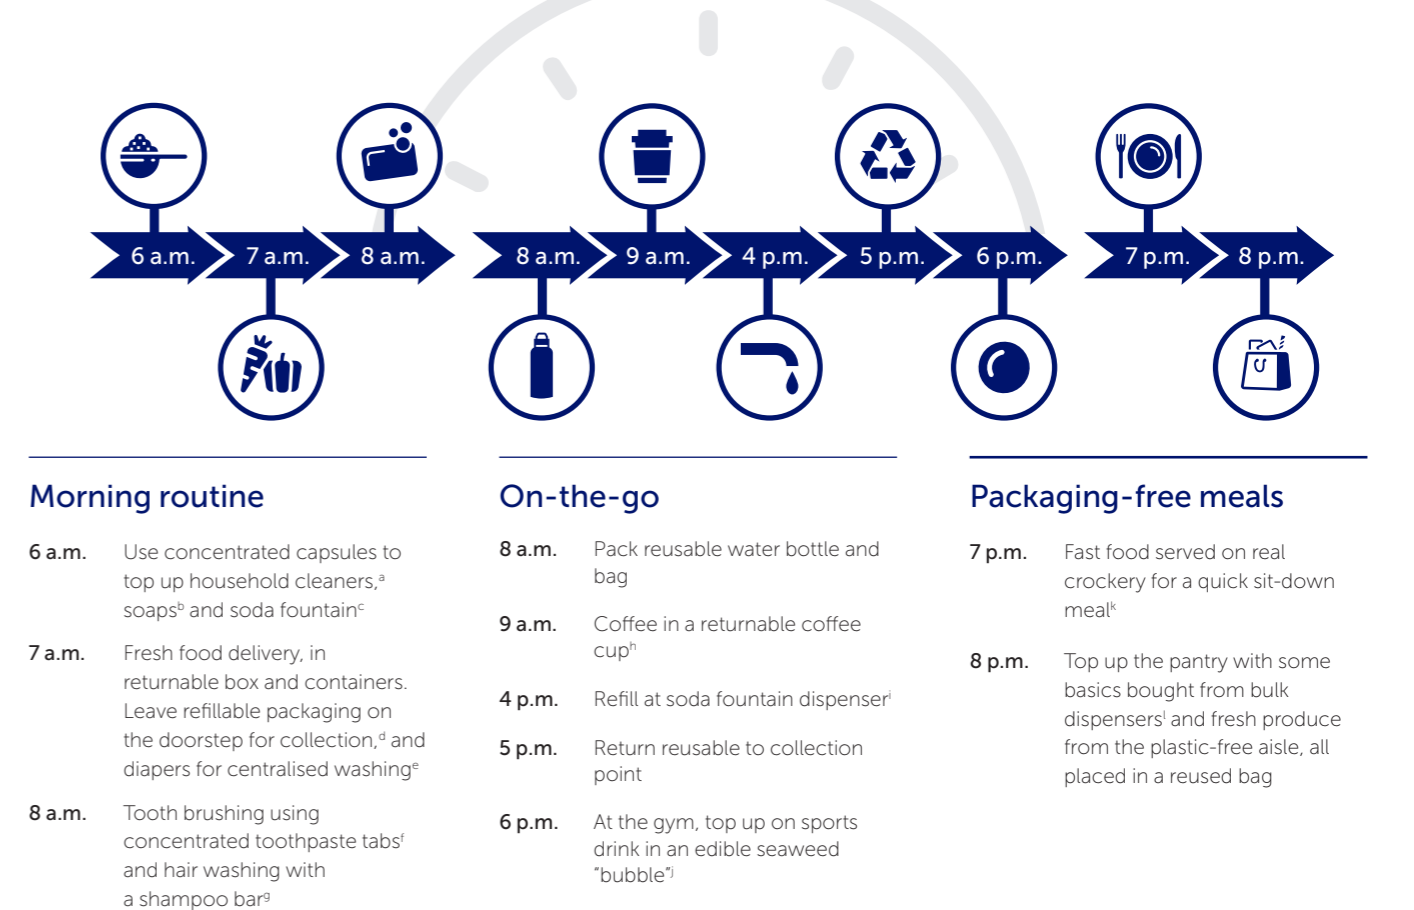 6 a.m.
7 a.m.
8 a.m.
8 a.m.
9 a.m.
4 p.m.
5 p.m.
6 p.m.
7 p.m.
8 p.m.
Morning routine
6 a.m. Use concentrated capsules to
top up household cleaners,ᵃ
soapsᵇ and soda fountainᶜ
7 a.m. Fresh food delivery, in
returnable box and containers.
Leave refillable packaging on
the doorstep for collection,ᵈ and
diapers for centralised washingᵉ
8 a.m. Tooth brushing using
concentrated toothpaste tabsᶠ
and hair washing with
a shampoo barᵍ
On-the-go
8 a.m. Pack reusable water bottle and
bag
9 a.m. Coffee in a returnable coffee
cupʰ
4 p.m. Refill at soda fountain dispenserⁱ
5 p.m. Return reusable to collection
point
6 p.m. At the gym, top up on sports
drink in an edible seaweed
“bubble”ʲ
Packaging-free meals
7 p.m. Fast food served on real
crockery for a quick sit-down
mealᵏ
8 p.m. Top up the pantry with some
basics bought from bulk
dispensersˡ and fresh produce
from the plastic-free aisle, all
placed in a reused bag